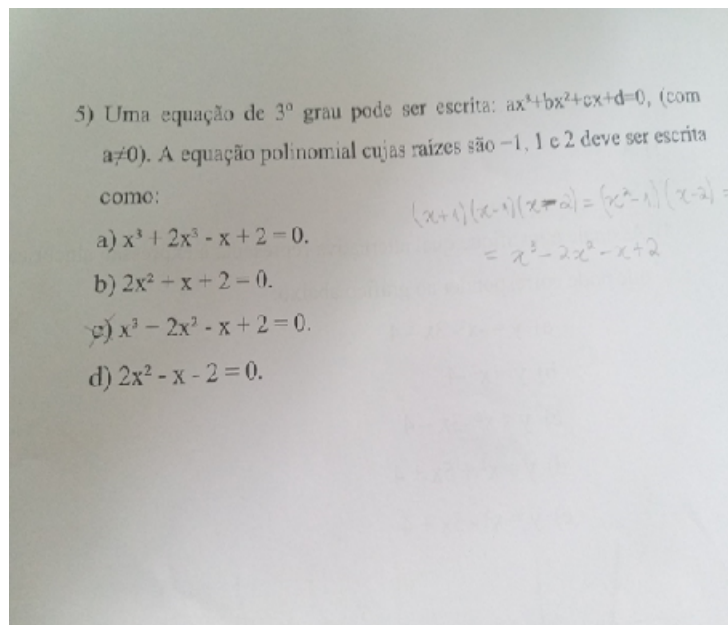 5) Uma equação de 3º grau pode ser escrita: ax³+bx²+cx+d=0, (com
a≠0). A equação polinomial cujas raízes são −1, 1 e 2 deve ser escrita
como:
(x+1)(x-1)(x-2) = (x²-1)(x-2) =
= x³-2x²-x+2
a) x³ + 2x³ - x + 2 = 0.
b) 2x² + x + 2 = 0.
c) x³ − 2x² - x + 2 = 0.
d) 2x² - x - 2 = 0.